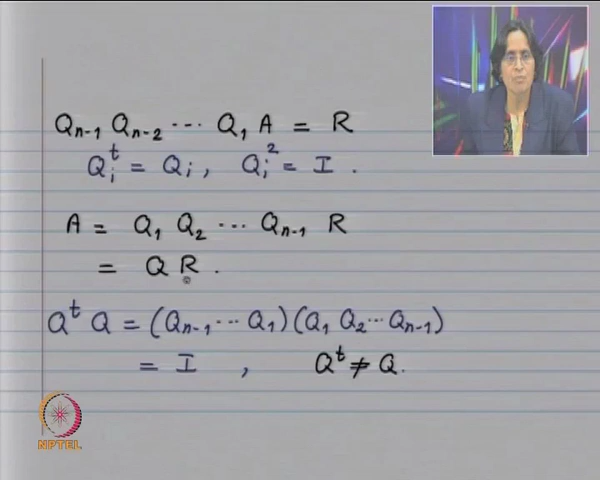 Qₙ₋₁ Qₙ₋₂ ⋯ Q₁ A = R
Qᵢᵗ = Qᵢ , Qᵢ² = I .
A = Q₁ Q₂ ⋯ Qₙ₋₁ R
= Q R .
Qᵗ Q = (Qₙ₋₁ ⋯ Q₁) (Q₁ Q₂ ⋯ Qₙ₋₁)
= I , Qᵗ ≠ Q.
NPTEL